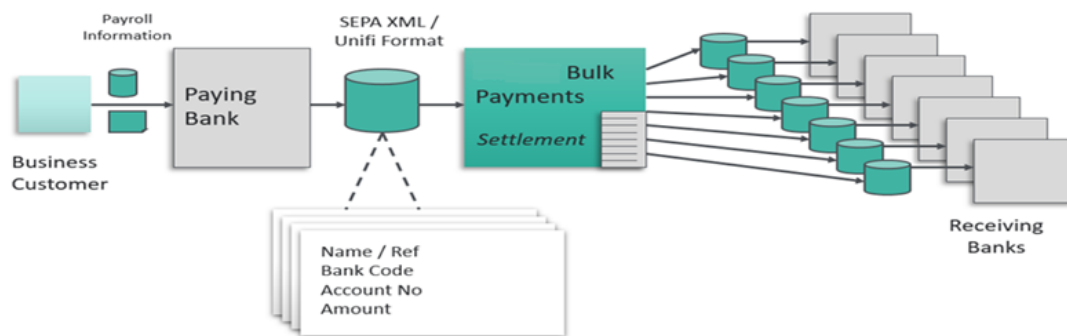 Payroll
Information
SEPA XML /
Unifi Format
Paying
Bank
Bulk
Payments
Settlement
Business
Customer
Name / Ref
Bank Code
Account No
Amount
Receiving
Banks